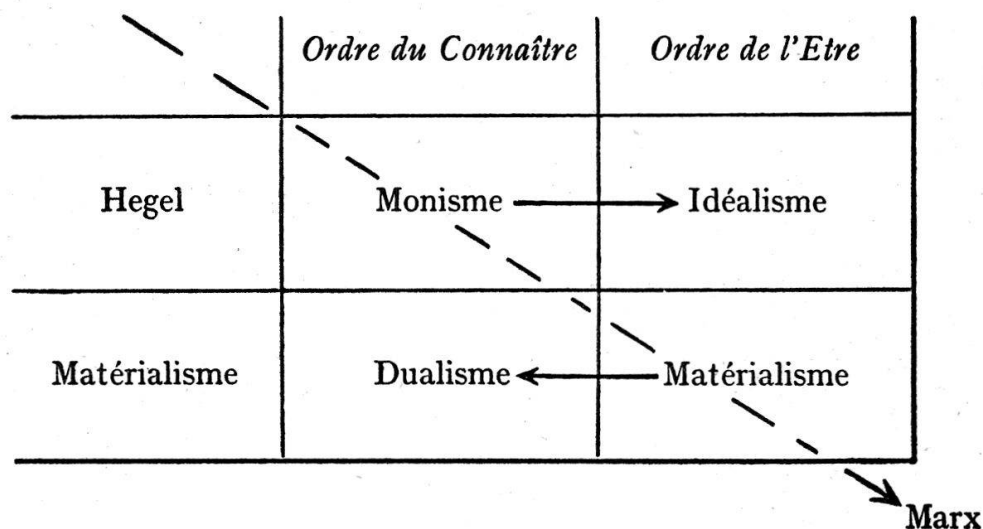 Ordre du Connaître Ordre de l'Etre
Hegel Monisme Idéalisme
Matérialisme Dualisme Matérialisme
Marx